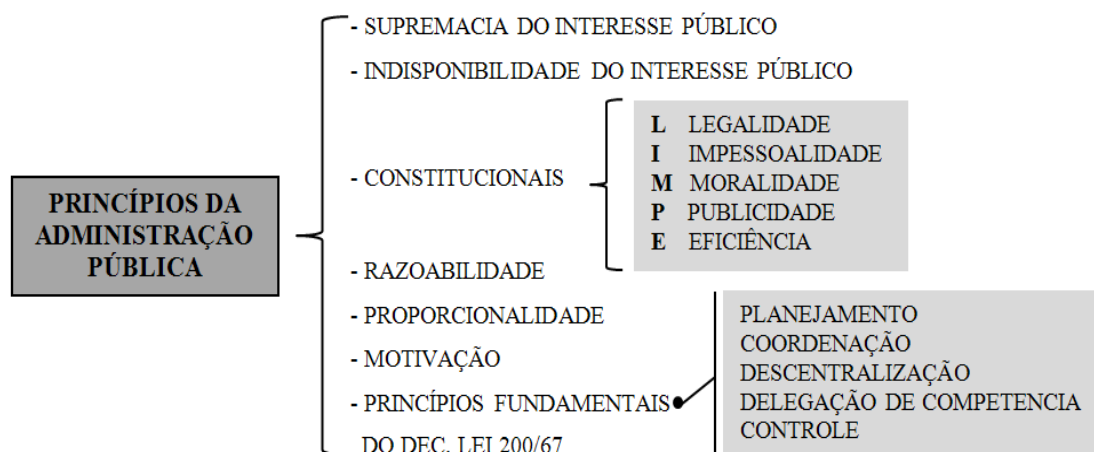 - SUPREMACIA DO INTERESSE PÚBLICO
- INDISPONIBILIDADE DO INTERESSE PÚBLICO
- CONSTITUCIONAIS
L LEGALIDADE
I IMPESSOALIDADE
M MORALIDADE
P PUBLICIDADE
E EFICIÊNCIA
PRINCÍPIOS DA
ADMINISTRAÇÃO
PÚBLICA
- RAZOABILIDADE
- PROPORCIONALIDADE
- MOTIVAÇÃO
- PRINCÍPIOS FUNDAMENTAIS
DO DEC. LEI 200/67
PLANEJAMENTO
COORDENAÇÃO
DESCENTRALIZAÇÃO
DELEGAÇÃO DE COMPETENCIA
CONTROLE